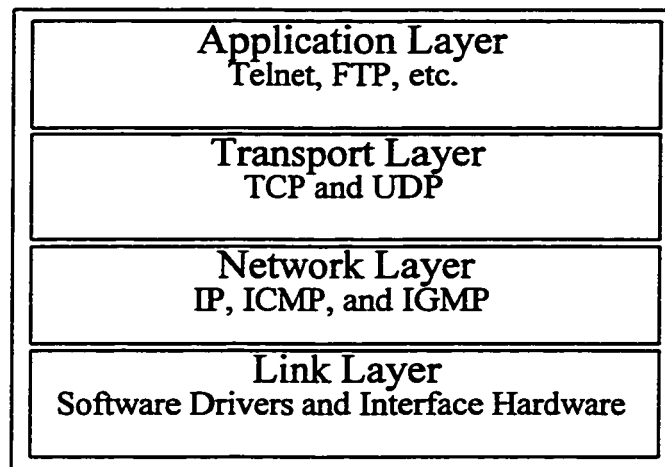 Application Layer
Telnet, FTP, etc.
Transport Layer
TCP and UDP
Network Layer
IP, ICMP, and IGMP
Link Layer
Software Drivers and Interface Hardware